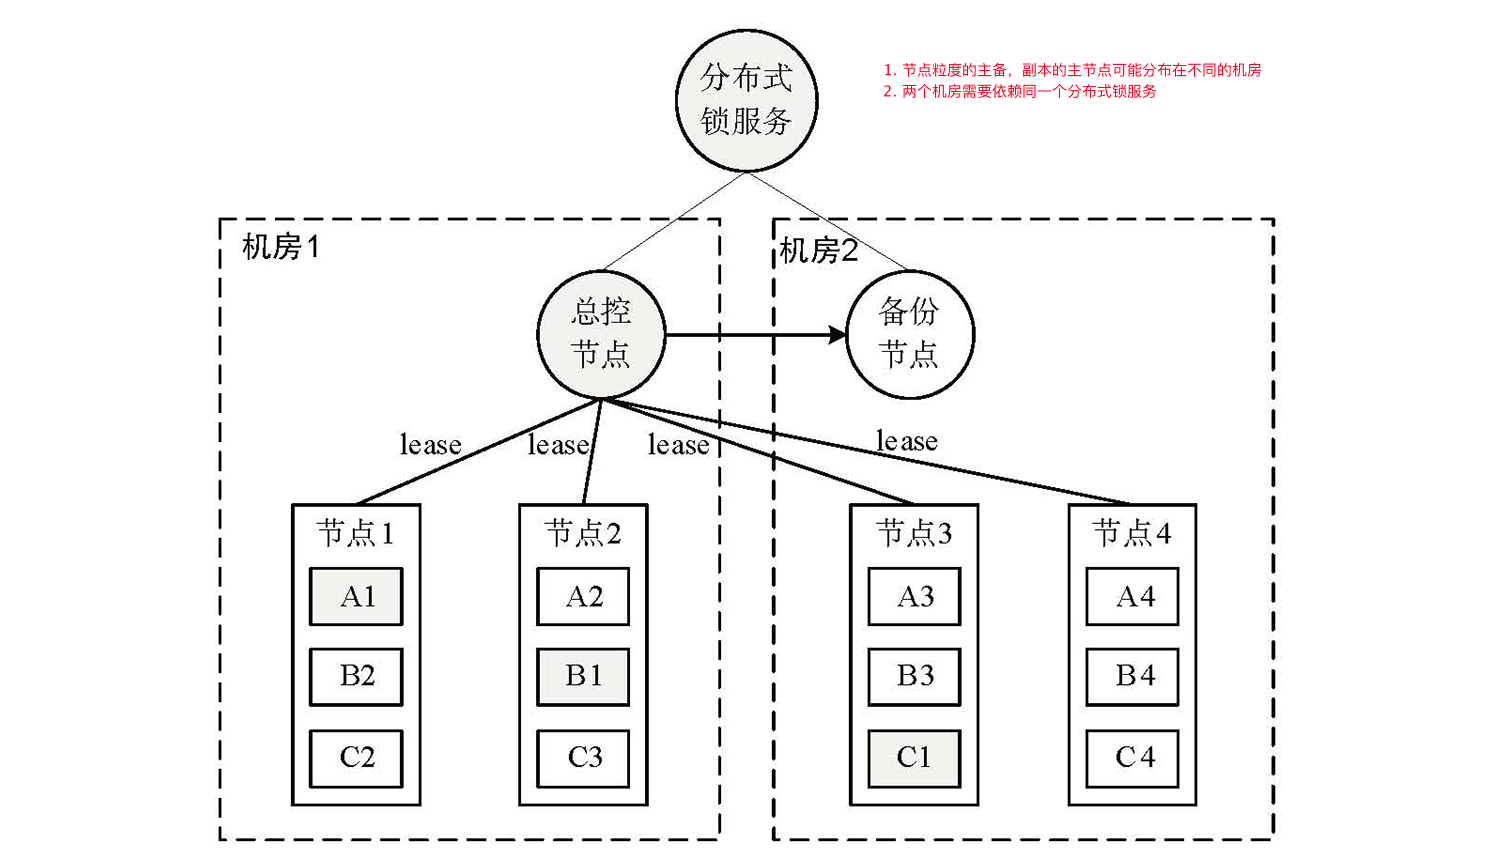 分布式
锁服务
1. 节点粒度的主备，副本的主节点可能分布在不同的机房
2. 两个机房需要依赖同一个分布式锁服务
机房1
机房2
总控
节点
备份
节点
lease
lease
lease
lease
节点1
A1
B2
C2
节点2
A2
B1
C3
节点3
A3
B3
C1
节点4
A4
B4
C4